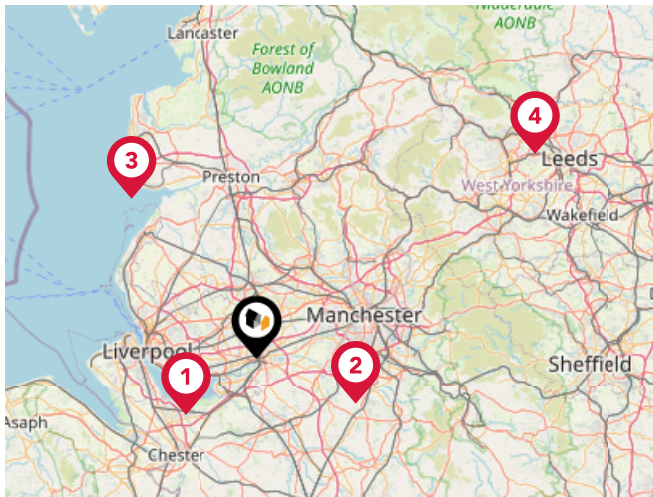 Lancaster
Nidderdale
AONB
Forest of
Bowland
AONB
4
3
Leeds
Preston
West Yorkshire
Wakefield
Manchester
Liverpool
2
1
Sheffield
Asaph
Chester